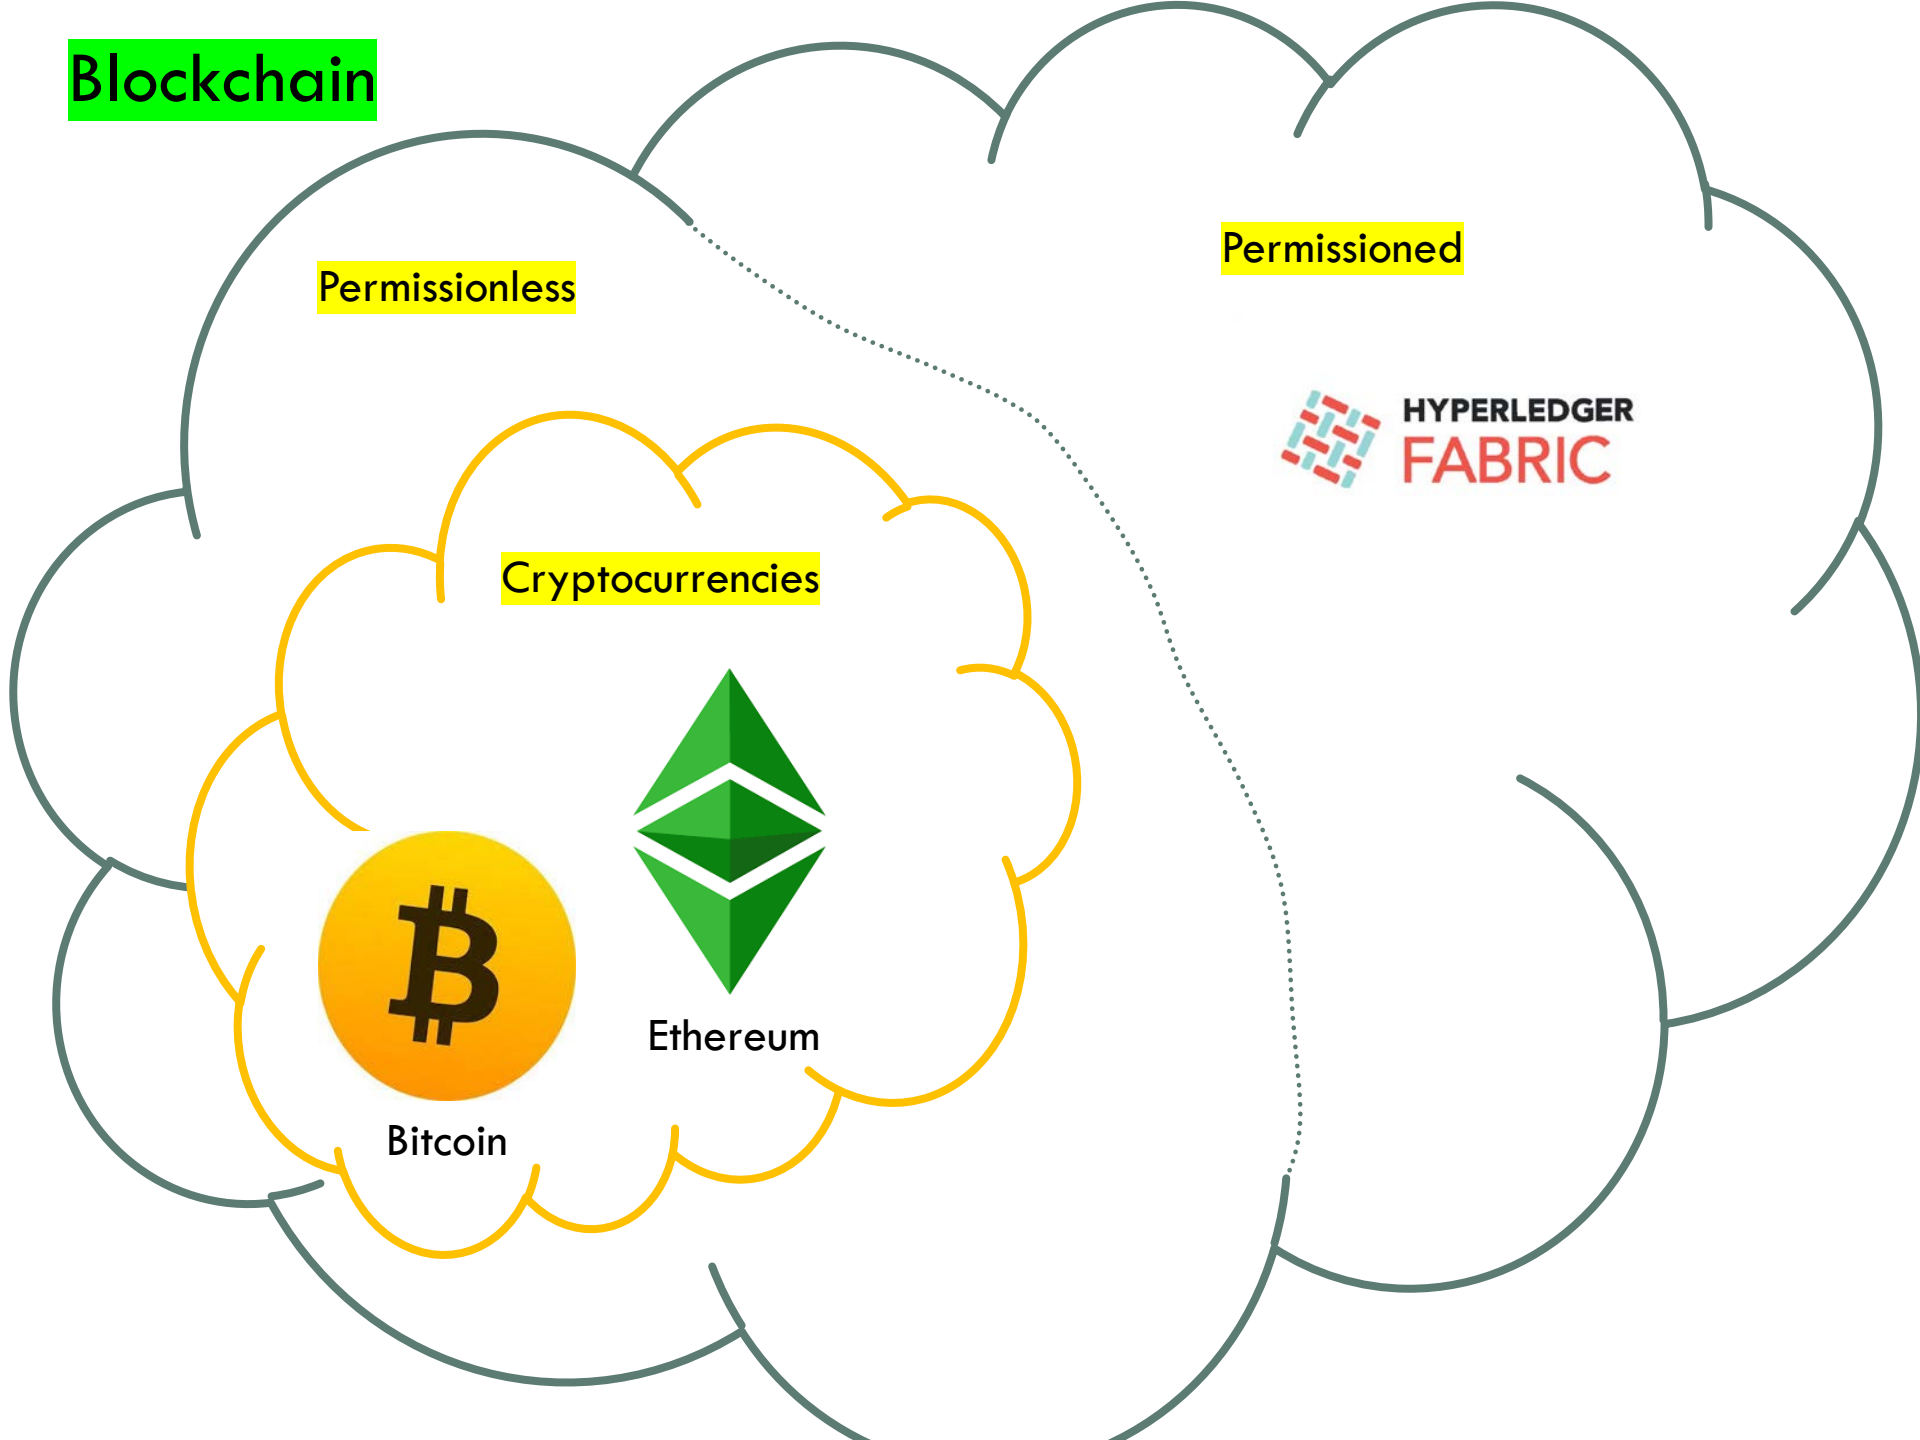 Blockchain
Permissioned
Permissionless
HYPERLEDGER
FABRIC
Cryptocurrencies
Ethereum
Bitcoin